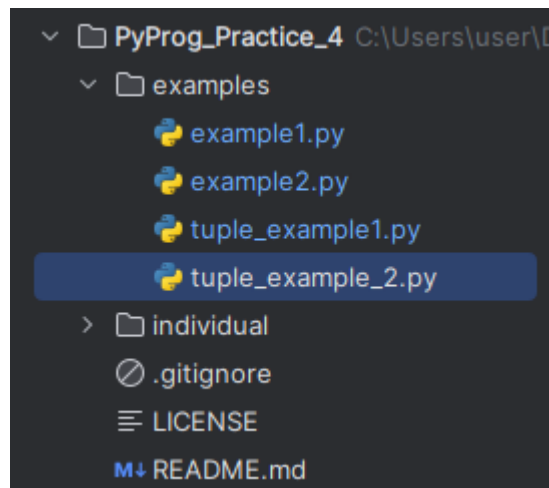 PyProg_Practice_4 C:\Users\user\
examples
example1.py
example2.py
tuple_example1.py
tuple_example_2.py
individual
.gitignore
LICENSE
M↓ README.md